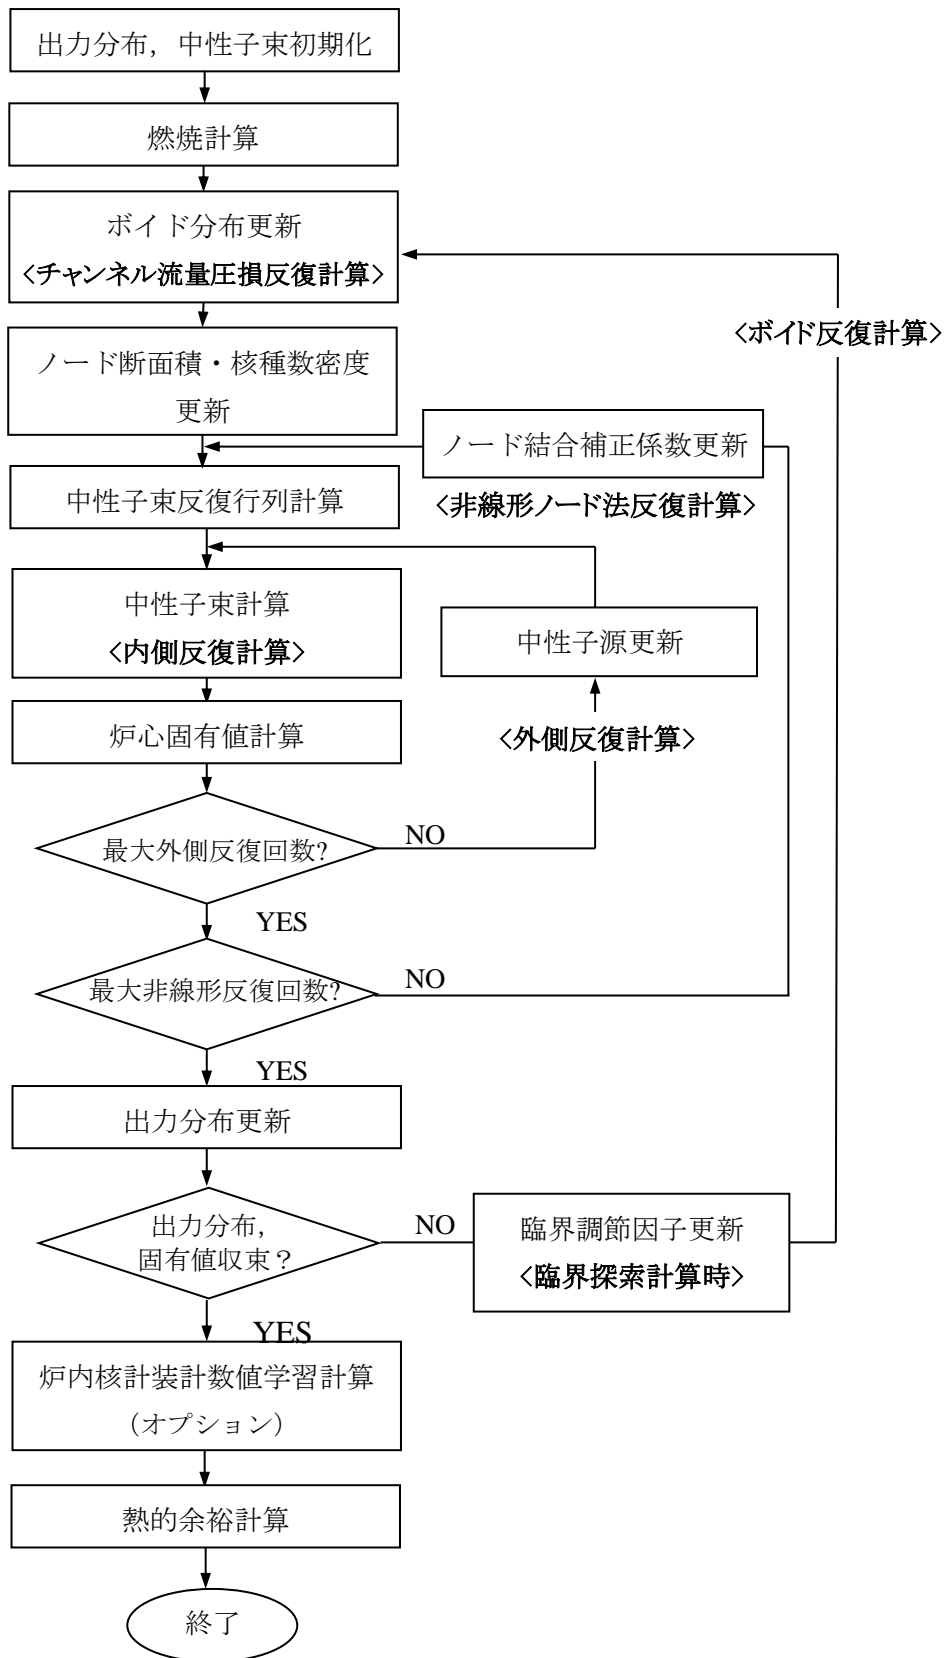 出力分布，中性子束初期化
燃焼計算
ボイド分布更新
<チャンネル流量圧損反復計算>
<ボイド反復計算>
ノード断面積・核種数密度
更新
ノード結合補正係数更新
<非線形ノード法反復計算>
中性子束反復行列計算
中性子束計算
<内側反復計算>
中性子源更新
<外側反復計算>
炉心固有値計算
最大外側反復回数?
NO
YES
最大非線形反復回数?
NO
YES
出力分布更新
出力分布，
固有値収束？
NO
臨界調節因子更新
<臨界探索計算時>
YES
炉内核計装計数値学習計算
（オプション）
熱的余裕計算
終了